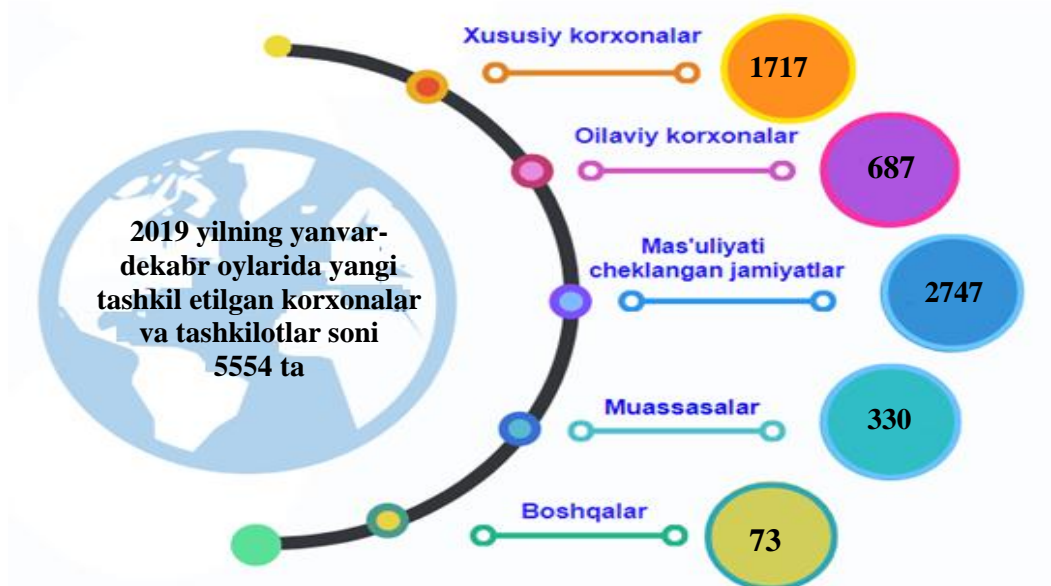 2019 yilning yanvar-
dekabr oylarida yangi
tashkil etilgan korxonalar
va tashkilotlar soni
5554 ta
Xususiy korxonalar
1717
Oilaviy korxonalar
687
Mas'uliyati
cheklangan jamiyatlar
2747
Muassasalar
330
Boshqalar
73